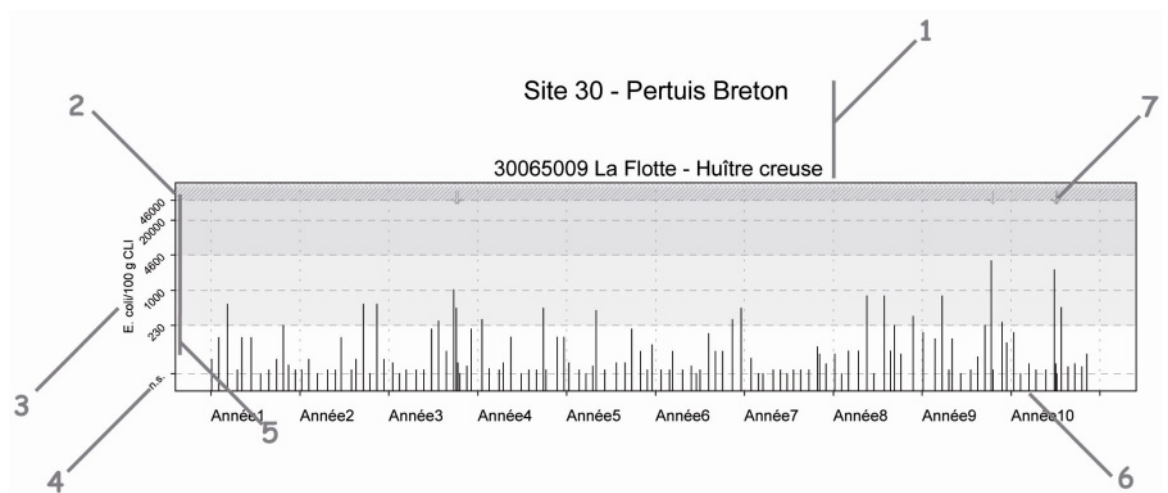 1
Site 30 - Pertuis Breton
2
7
30065009 La Flotte - Huître creuse
46000
20000
4600
1000
230
n.s.
E. coli/100 g CLI
Année1 Année2 Année3 Année4 Année5 Année6 Année7 Année8 Année9 Année10
3
5
4
6